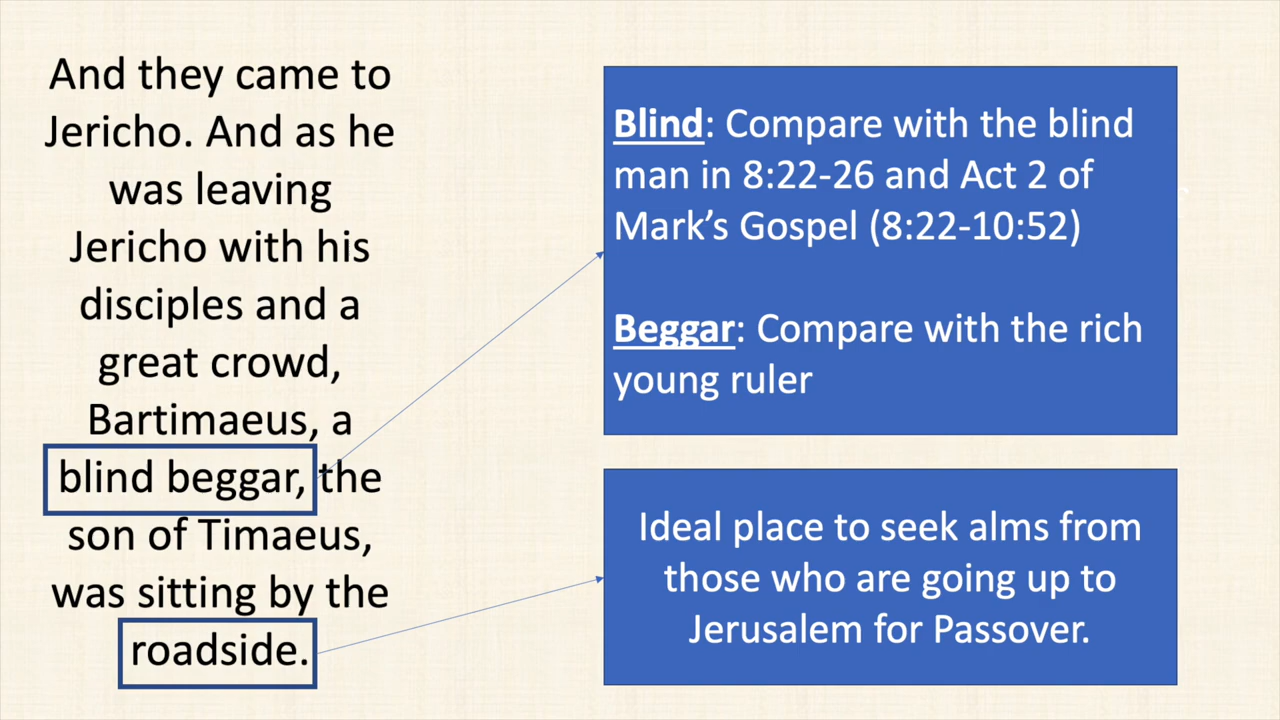 And they came to
Jericho. And as he
was leaving
Jericho with his
disciples and a
great crowd,
Bartimaeus, a
blind beggar, the
son of Timaeus,
was sitting by the
roadside.
Blind: Compare with the blind
man in 8:22-26 and Act 2 of
Mark’s Gospel (8:22-10:52)
Beggar: Compare with the rich
young ruler
Ideal place to seek alms from
those who are going up to
Jerusalem for Passover.